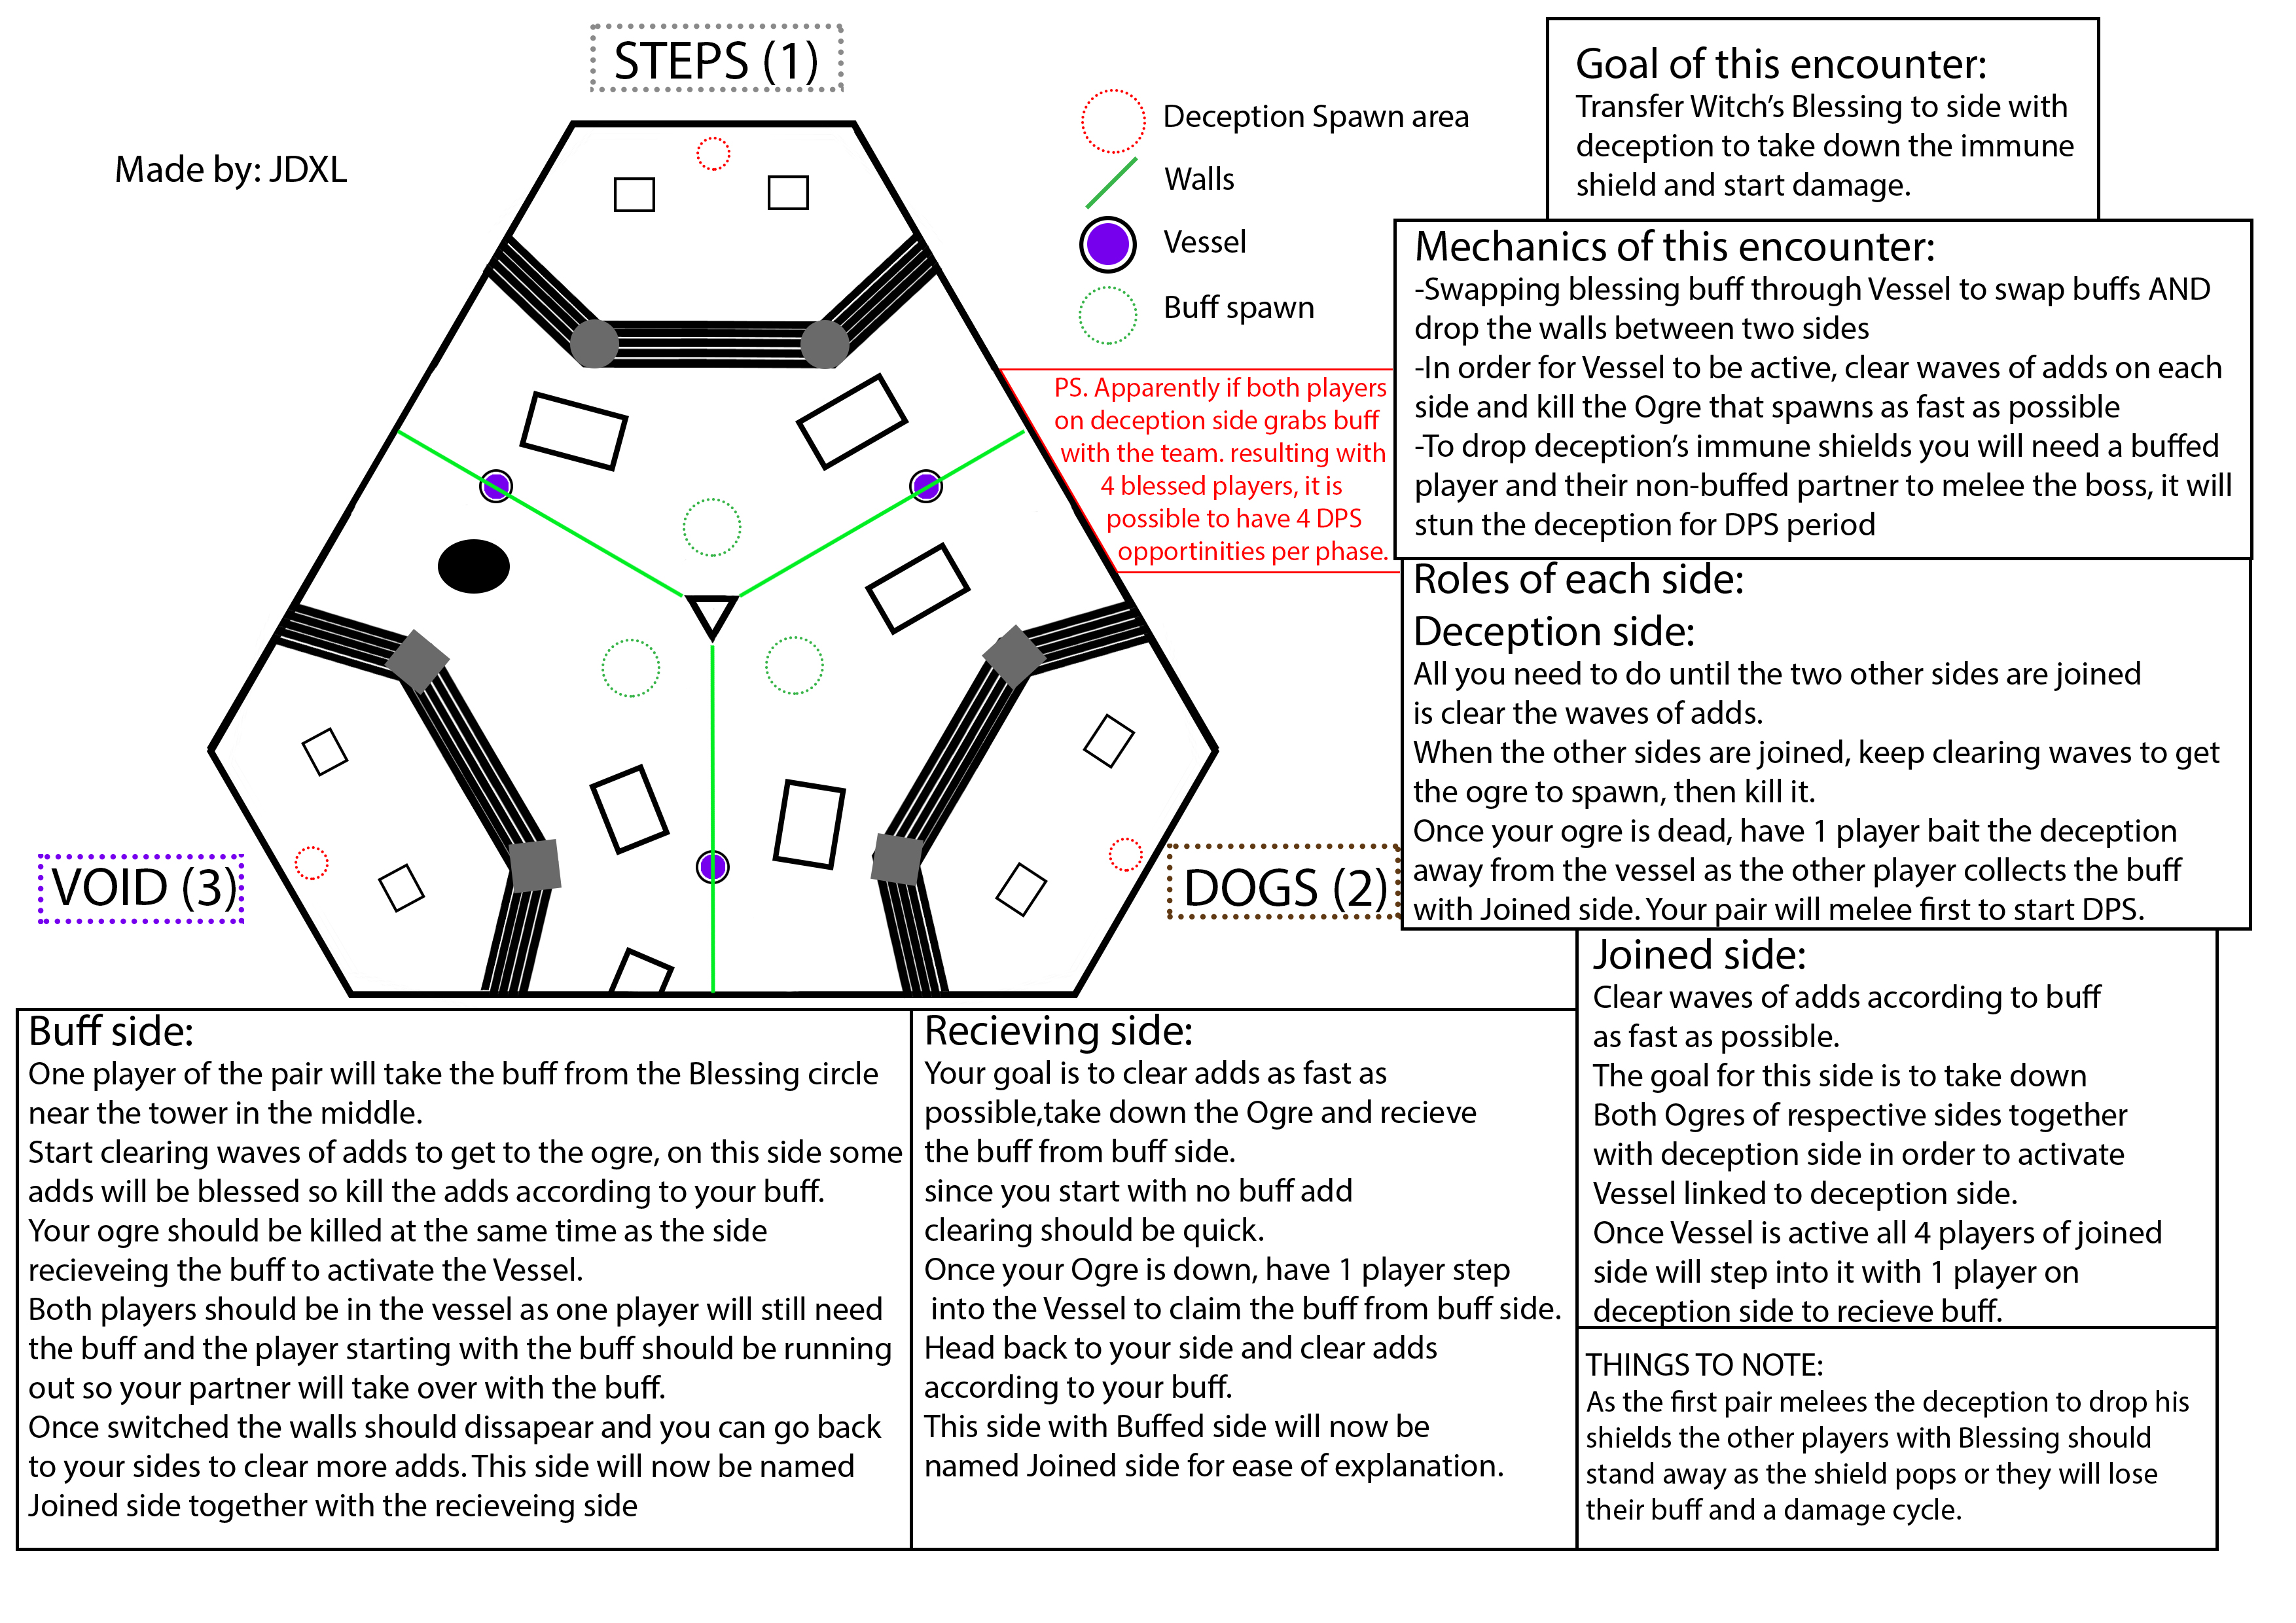 STEPS (1)
Made by: JDXL
Deception Spawn area
Walls
Vessel
Buff spawn
Goal of this encounter:
Transfer Witch's Blessing to side with
deception to take down the immune
shield and start damage.
Mechanics of this encounter:
-Swapping blessing buff through Vessel to swap buffs AND
drop the walls between two sides
-In order for Vessel to be active, clear waves of adds on each
side and kill the Ogre that spawns as fast as possible
-To drop deception's immune shields you will need a buffed
player and their non-buffed partner to melee the boss, it will
stun the deception for DPS period
PS. Apparently if both players
on deception side grabs buff
with the team. resulting with
4 blessed players, it is
possible to have 4 DPS
opportinities per phase.
Roles of each side:
Deception side:
All you need to do until the two other sides are joined
is clear the waves of adds.
When the other sides are joined, keep clearing waves to get
the ogre to spawn, then kill it.
Once your ogre is dead, have 1 player bait the deception
away from the vessel as the other player collects the buff
with Joined side. Your pair will melee first to start DPS.
VOID (3)
DOGS (2)
Joined side:
Clear waves of adds according to buff
as fast as possible.
The goal for this side is to take down
Both Ogres of respective sides together
with deception side in order to activate
Vessel linked to deception side.
Once Vessel is active all 4 players of joined
side will step into it with 1 player on
deception side to recieve buff.
Buff side:
One player of the pair will take the buff from the Blessing circle
near the tower in the middle.
Start clearing waves of adds to get to the ogre, on this side some
adds will be blessed so kill the adds according to your buff.
Your ogre should be killed at the same time as the side
recieveing the buff to activate the Vessel.
Both players should be in the vessel as one player will still need
the buff and the player starting with the buff should be running
out so your partner will take over with the buff.
Once switched the walls should dissapear and you can go back
to your sides to clear more adds. This side will now be named
Joined side together with the recieveing side
Recieving side:
Your goal is to clear adds as fast as
possible,take down the Ogre and recieve
the buff from buff side.
since you start with no buff add
clearing should be quick.
Once your Ogre is down, have 1 player step
into the Vessel to claim the buff from buff side.
Head back to your side and clear adds
according to your buff.
This side with Buffed side will now be
named Joined side for ease of explanation.
THINGS TO NOTE:
As the first pair melees the deception to drop his
shields the other players with Blessing should
stand away as the shield pops or they will lose
their buff and a damage cycle.